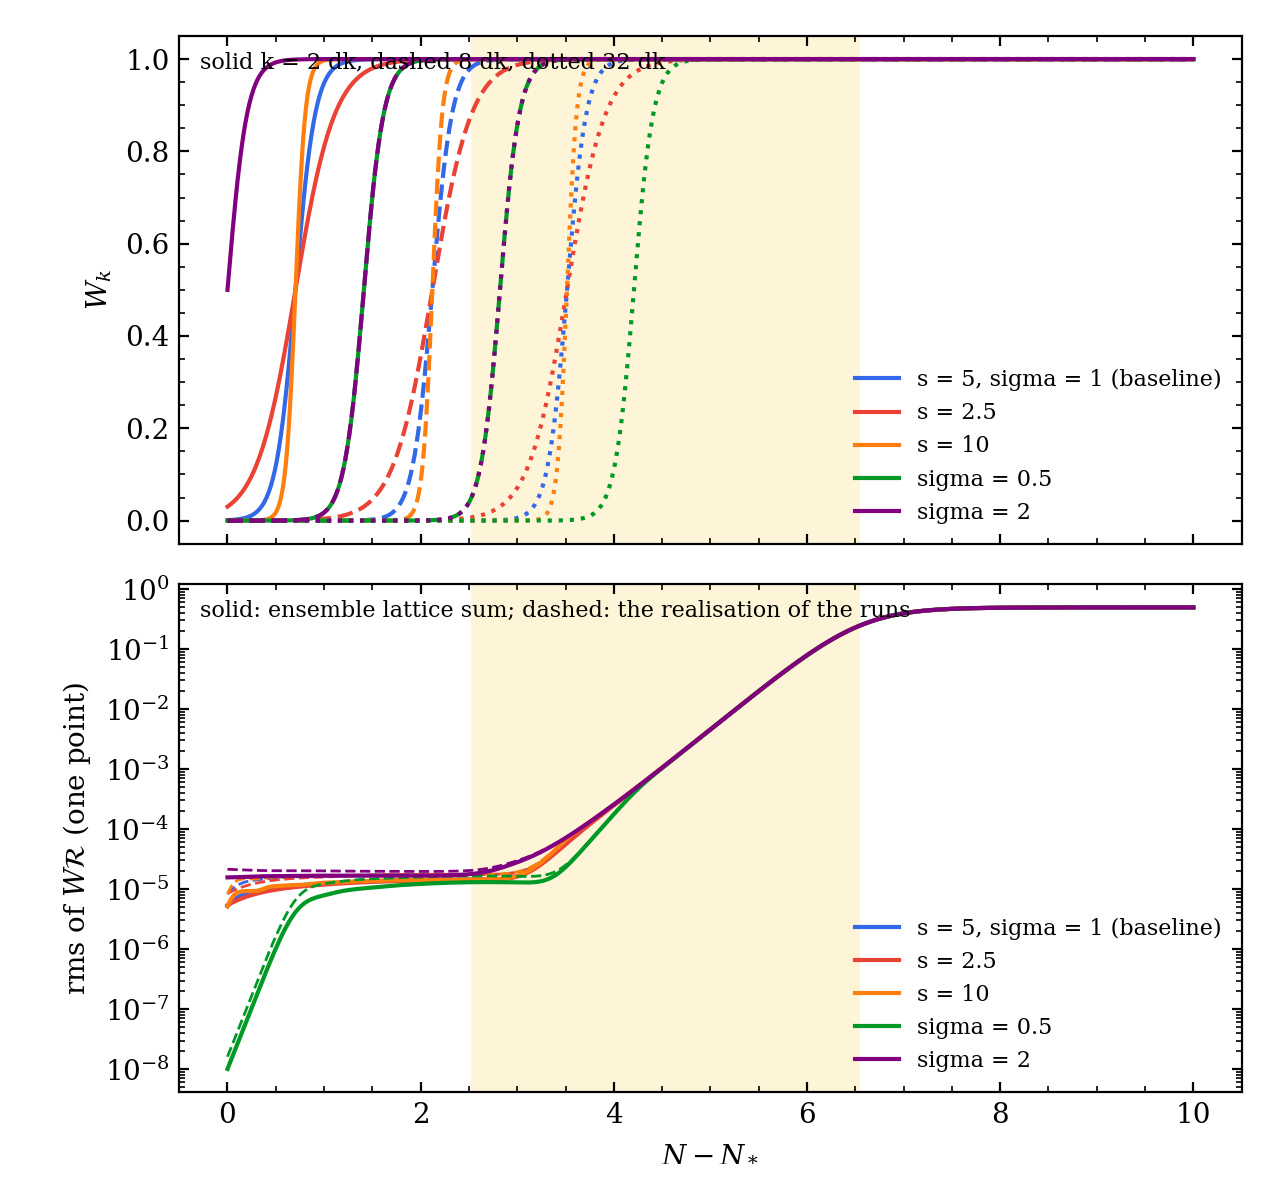 solid k = 2 dk, dashed 8 dk, dotted 32 dk
1.0
0.8
0.6
0.4
0.2
0.0
W_k
s = 5, sigma = 1 (baseline)
s = 2.5
s = 10
sigma = 0.5
sigma = 2
solid: ensemble lattice sum; dashed: the realisation of the runs
10^0
10^-1
10^-2
10^-3
10^-4
10^-5
10^-6
10^-7
10^-8
rms of Wℛ (one point)
s = 5, sigma = 1 (baseline)
s = 2.5
s = 10
sigma = 0.5
sigma = 2
0 2 4 6 8 10
N − N_*